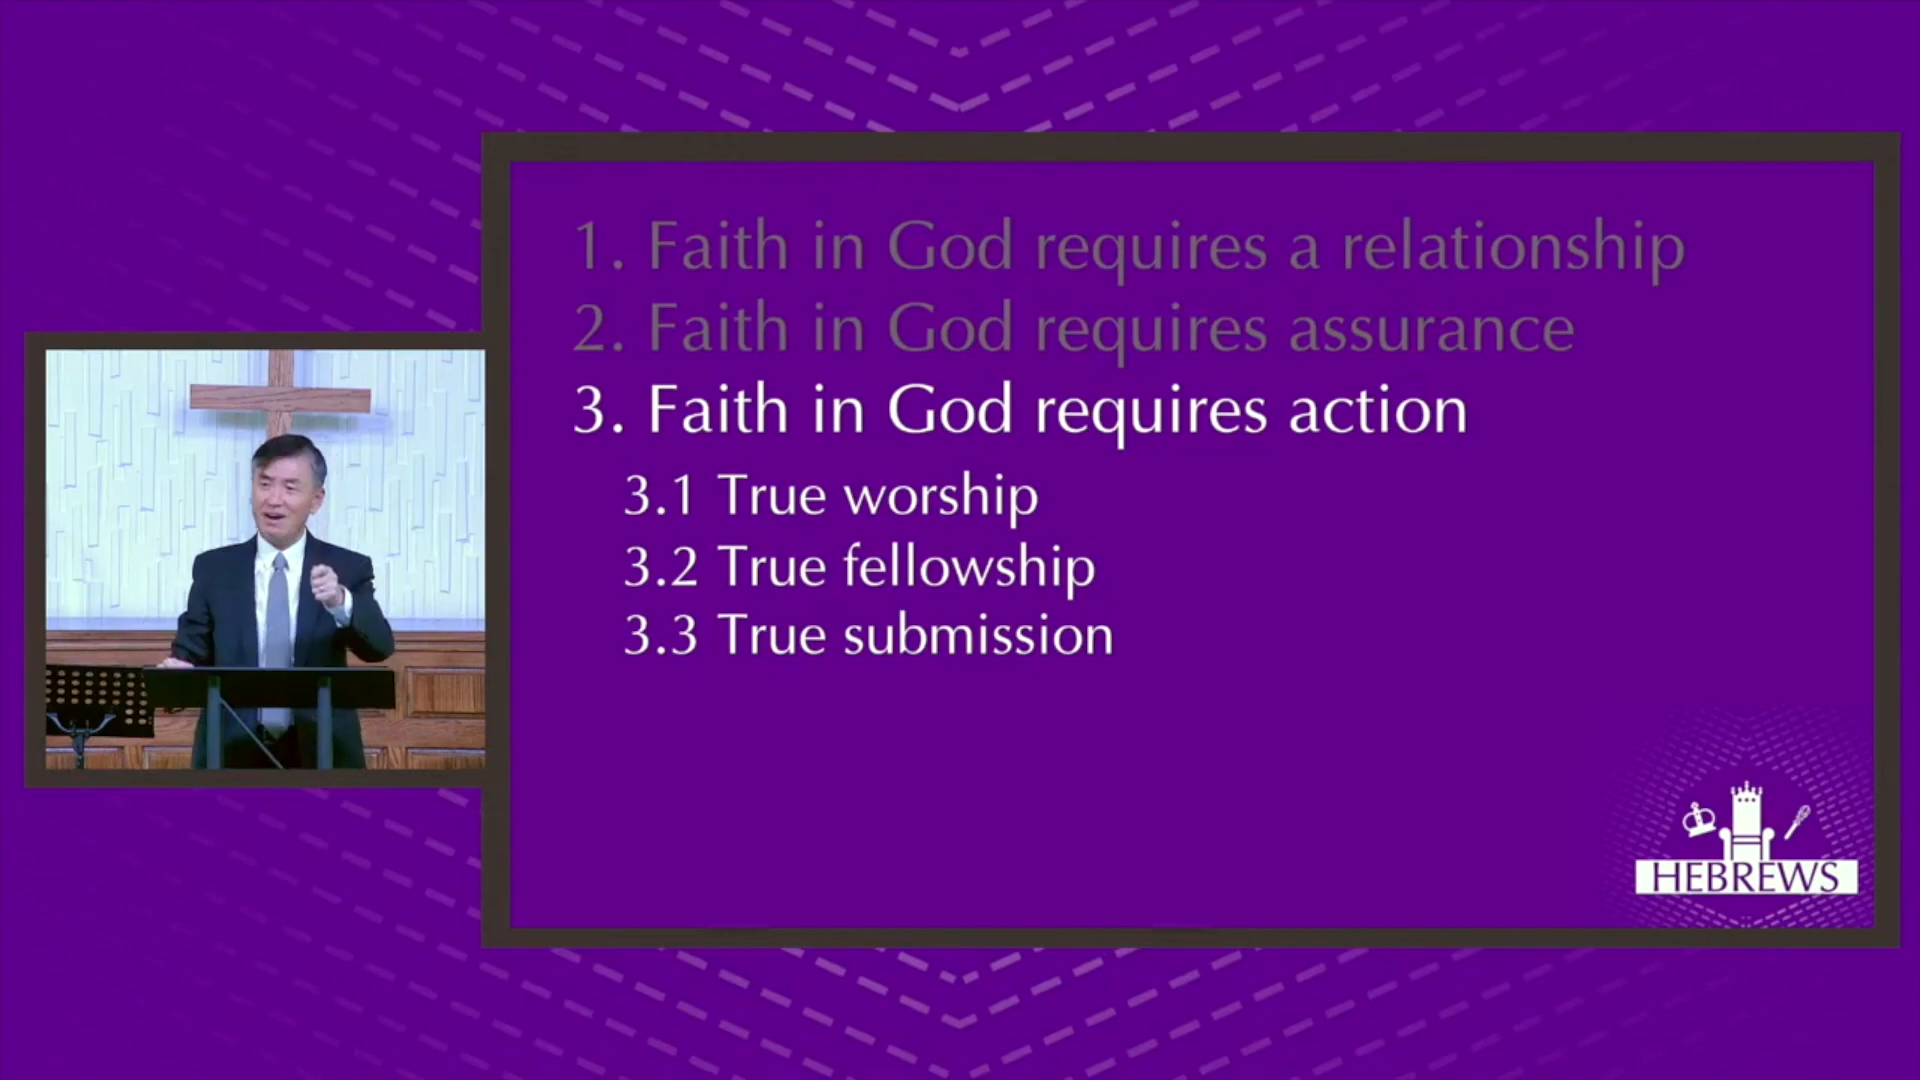 1. Faith in God requires a relationship
2. Faith in God requires assurance
3. Faith in God requires action
3.1 True worship
3.2 True fellowship
3.3 True submission
HEBREWS